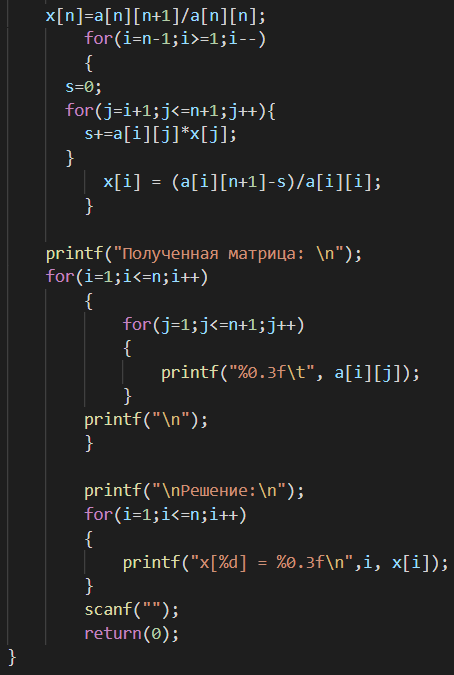 x[n]=a[n][n+1]/a[n][n];
for(i=n-1;i>=1;i--)
{
s=0;
for(j=i+1;j<=n+1;j++){
s+=a[i][j]*x[j];
}
x[i] = (a[i][n+1]-s)/a[i][i];
}
printf("Полученная матрица: \n");
for(i=1;i<=n;i++)
{
for(j=1;j<=n+1;j++)
{
printf("%0.3f\t", a[i][j]);
}
printf("\n");
}
printf("\nРешение:\n");
for(i=1;i<=n;i++)
{
printf("x[%d] = %0.3f\n",i, x[i]);
}
scanf("");
return(0);
}